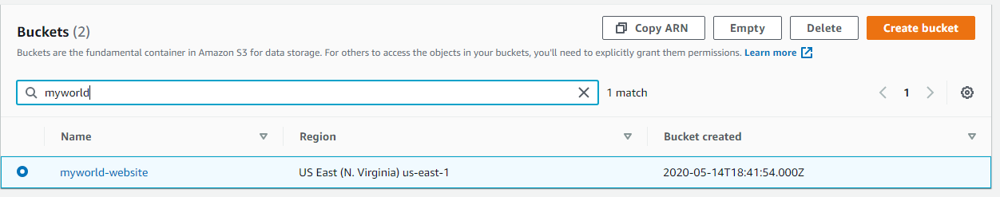 Buckets (2)
Copy ARN
Empty
Delete
Create bucket
Buckets are the fundamental container in Amazon S3 for data storage. For others to access the objects in your buckets, you'll need to explicitly grant them permissions. Learn more
myworld
1 match
1
Name
Region
Bucket created
myworld-website
US East (N. Virginia) us-east-1
2020-05-14T18:41:54.000Z